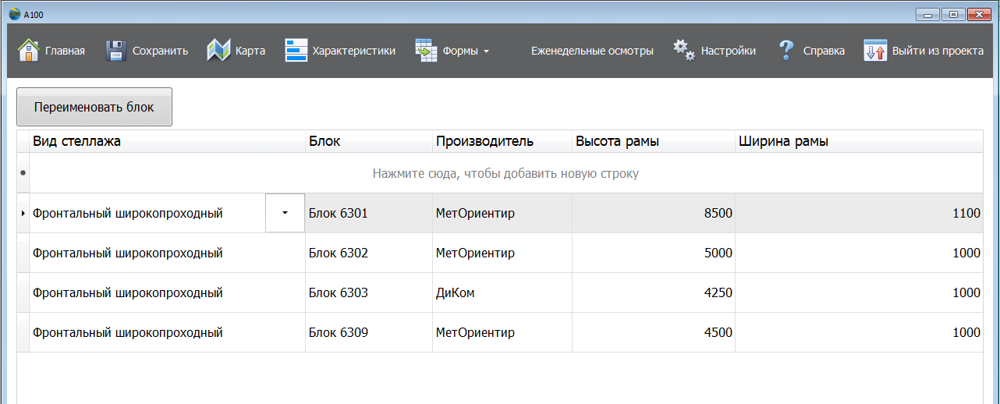 A100
Главная Сохранить Карта Характеристики Формы Еженедельные осмотры Настройки Справка Выйти из проекта
Переименовать блок
Вид стеллажа Блок Производитель Высота рамы Ширина рамы
Нажмите сюда, чтобы добавить новую строку
Фронтальный широкопроходный Блок 6301 МетОриентир 8500 1100
Фронтальный широкопроходный Блок 6302 МетОриентир 5000 1000
Фронтальный широкопроходный Блок 6303 ДиКом 4250 1000
Фронтальный широкопроходный Блок 6309 МетОриентир 4500 1000